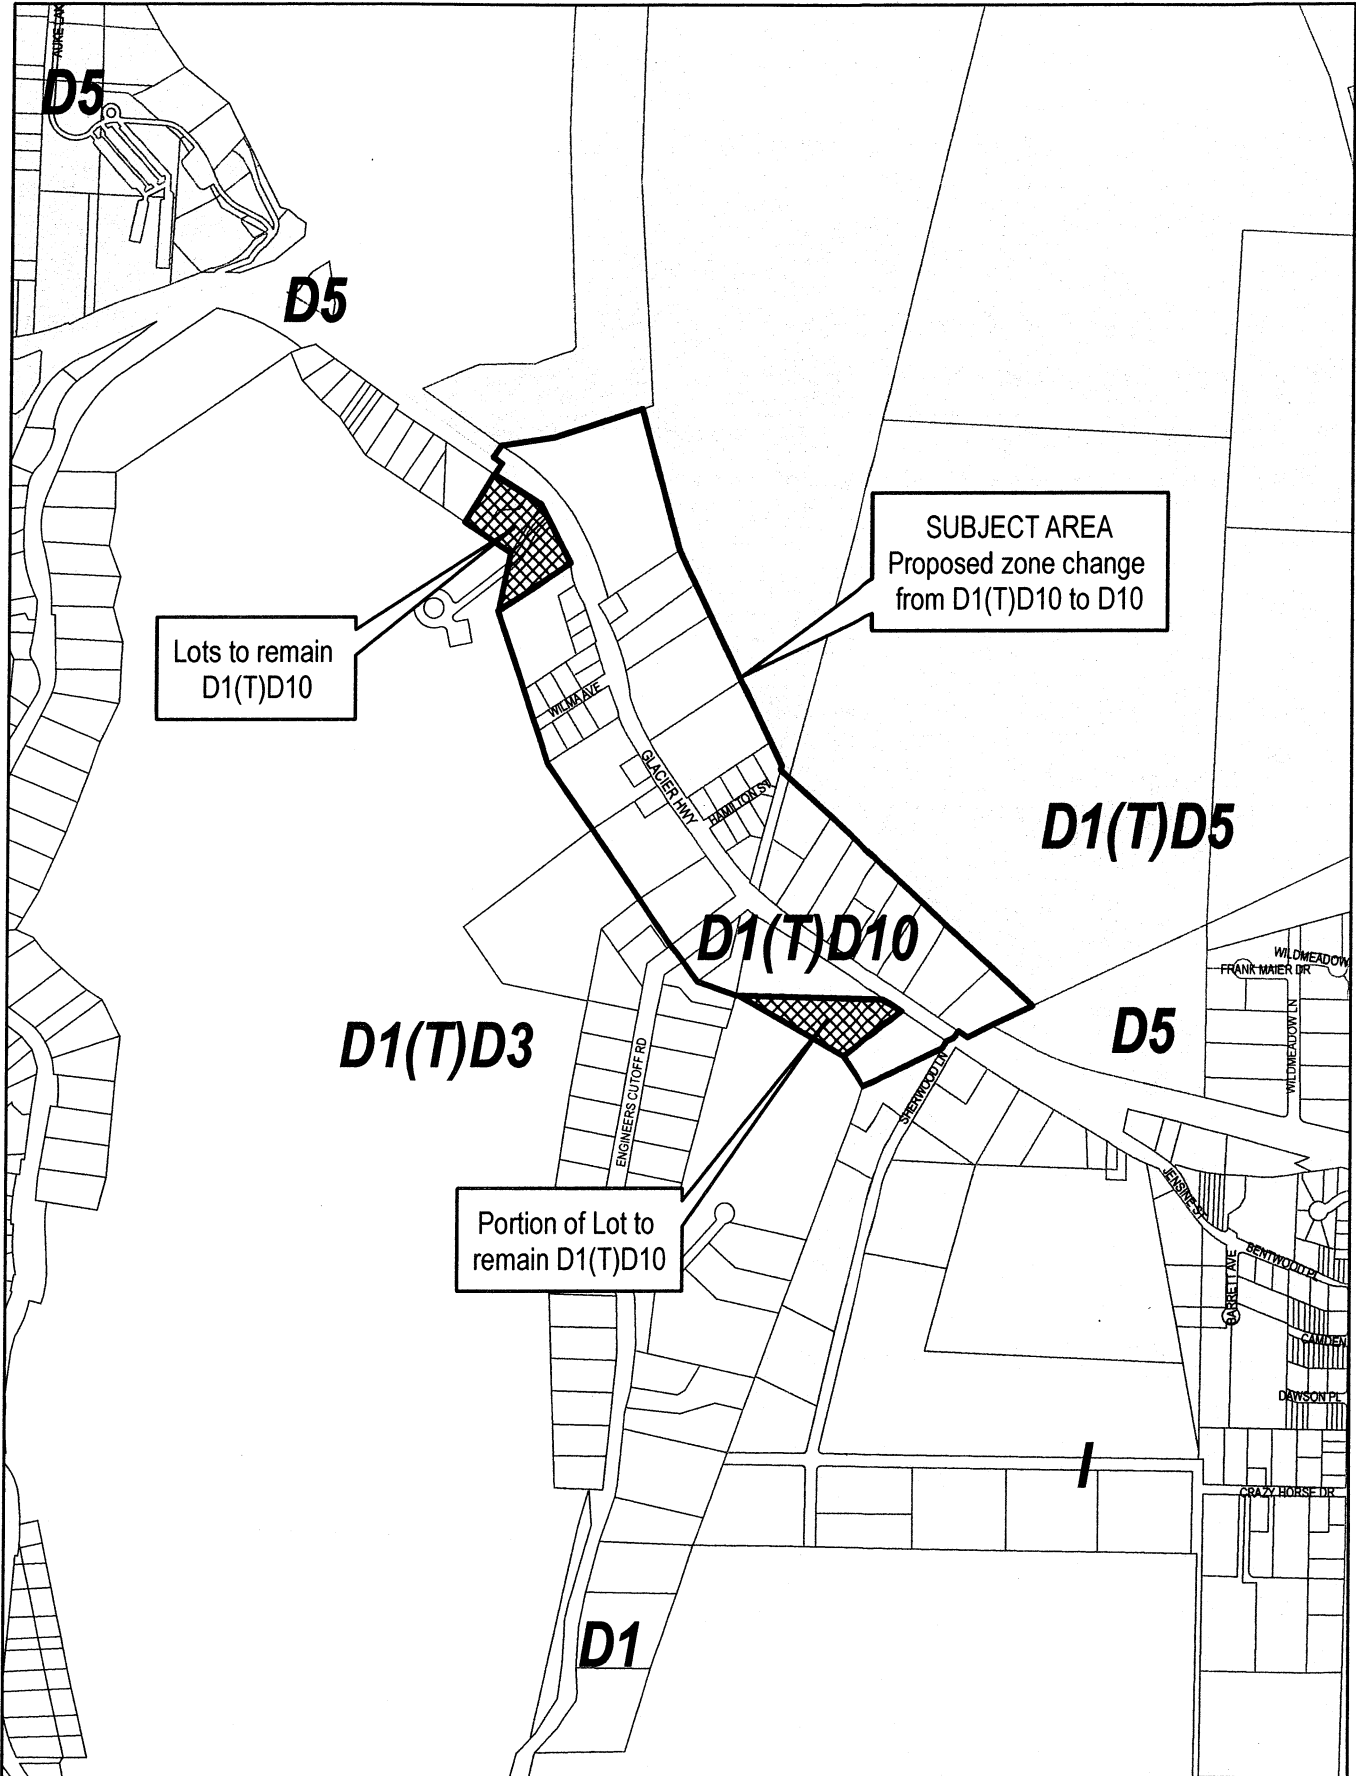 AUKE LAK
D5
D5
SUBJECT AREA
Proposed zone change
from D1(T)D10 to D10
Lots to remain
D1(T)D10
WILMA AVE
GLACIER HWY
HAMILTON ST
D1(T)D5
D1(T)D10
WILDMEADOW
FRANK MAIER DR
WILDMEADOW LN
D5
D1(T)D3
ENGINEERS CUTOFF RD
SHERWOOD LN
Portion of Lot to
remain D1(T)D10
JENSINE ST
BENTWOOD PL
BARRETT AVE
CAMDEN
DAWSON PL
I
CRAZY HORSE DR
D1